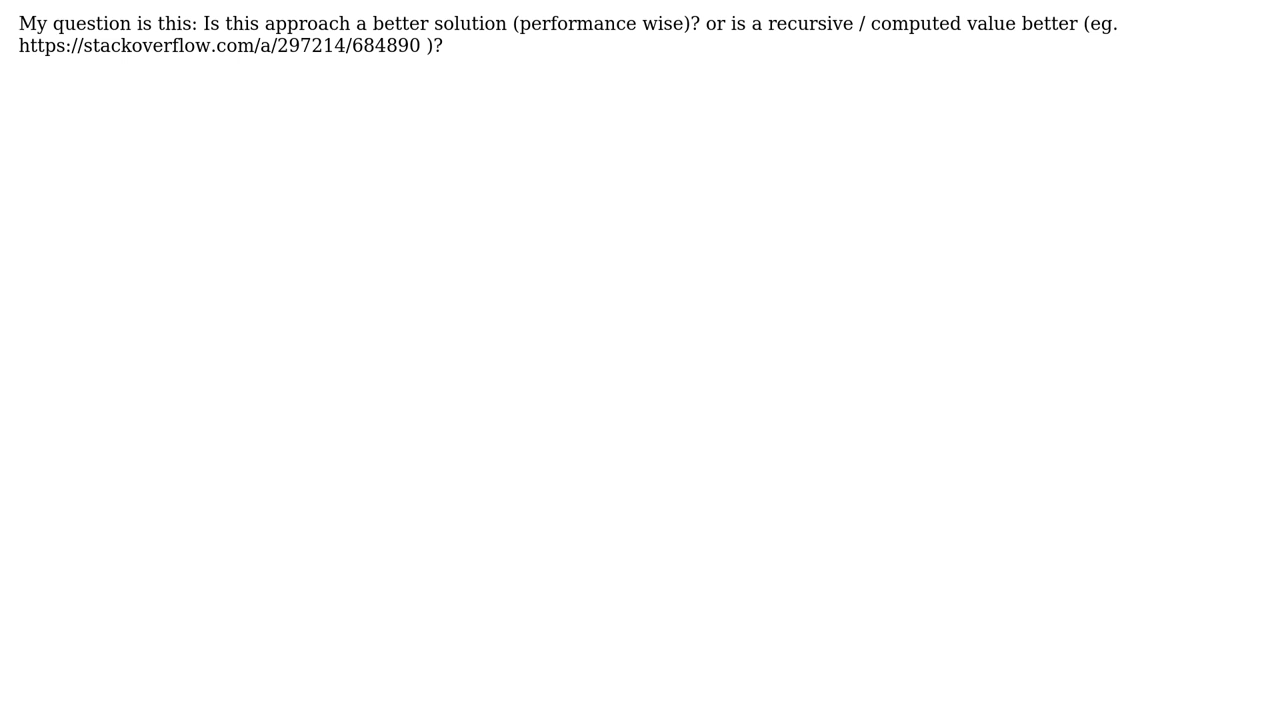 My question is this: Is this approach a better solution (performance wise)? or is a recursive / computed value better (eg.
https://stackoverflow.com/a/297214/684890 )?